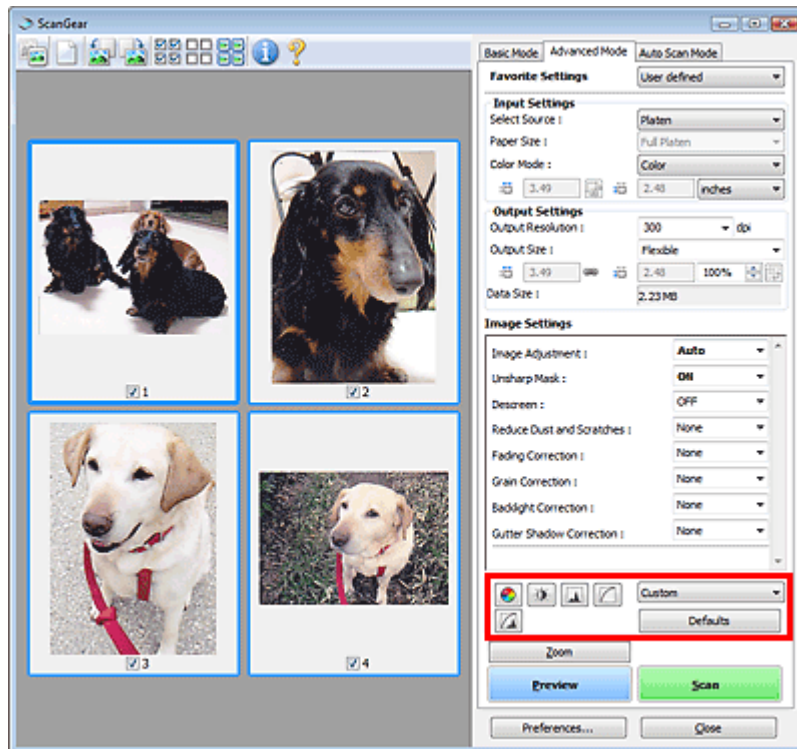 ScanGear
Basic Mode Advanced Mode Auto Scan Mode
Favorite Settings User defined
Input Settings
Select Source : Platen
Paper Size : Full Platen
Color Mode : Color
3.49 2.48 inches
Output Settings
Output Resolution : 300 dpi
Output Size : Flexible
3.49 2.48 100%
Data Size : 2.23 MB
Image Settings
Image Adjustment : Auto
Unsharp Mask : ON
Descreen : OFF
Reduce Dust and Scratches : None
Fading Correction : None
Grain Correction : None
Backlight Correction : None
Gutter Shadow Correction : None
1
2
3
4
Custom
Defaults
Zoom
Preview Scan
Preferences... Close